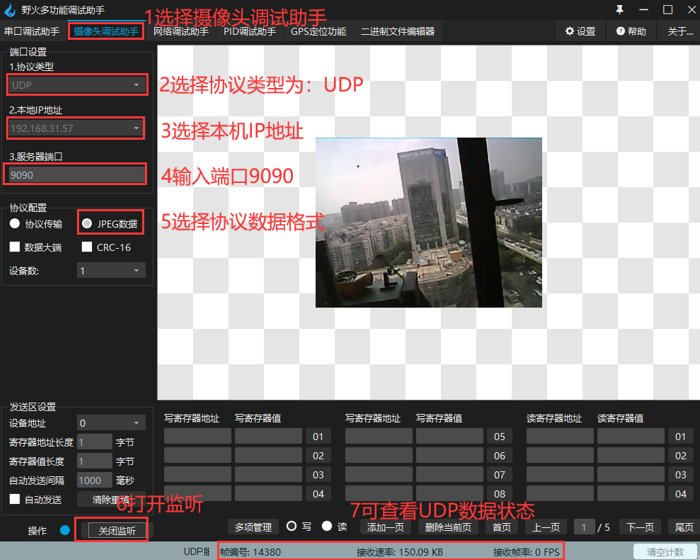 野火多功能调试助手
1选择摄像头调试助手
串口调试助手 摄像头调试助手 网络调试助手 PID调试助手 GPS定位功能 二进制文件编辑器 设置 帮助 关于...
端口设置
1.协议类型
UDP
2选择协议类型为：UDP
2.本地IP地址
192.168.31.57
3选择本机IP地址
3.服务器端口
9090
4输入端口9090
协议配置
协议传输 JPEG数据
5选择协议数据格式
数据大端 CRC-16
设备数: 1
发送区设置
设备地址 0
寄存器地址长度 1 字节
寄存器值长度 1 字节
自动发送间隔 1000 毫秒
自动发送 清除重填
写寄存器地址 写寄存器值 写寄存器地址 写寄存器值 读寄存器地址 读寄存器值
01 05 01
02 06 02
03 07 03
04 08 04
6打开监听
7可查看UDP数据状态
操作 关闭监听
多项管理 写 读 添加一页 删除当前页 首页 上一页 1 / 5 下一页 尾页
帧编号: 14380 接收速率: 150.09 KB 接收帧率: 0 FPS 清空计数